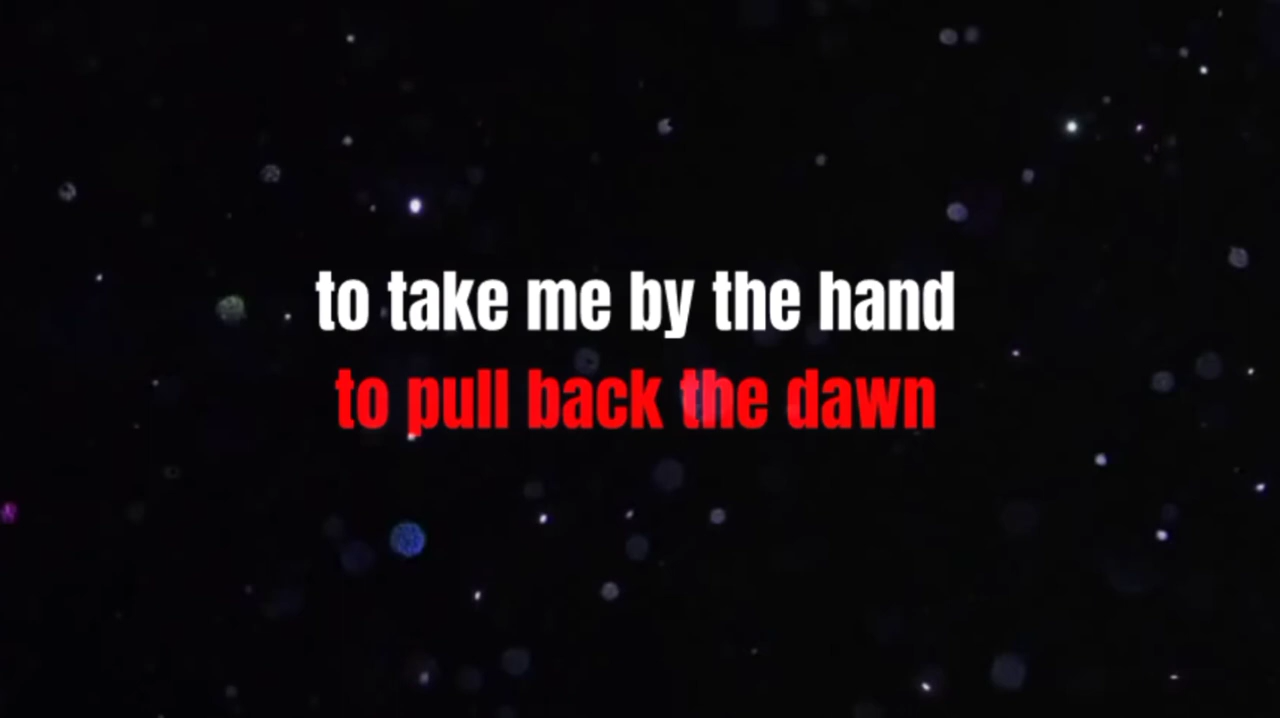 to take me by the hand
to pull back the dawn